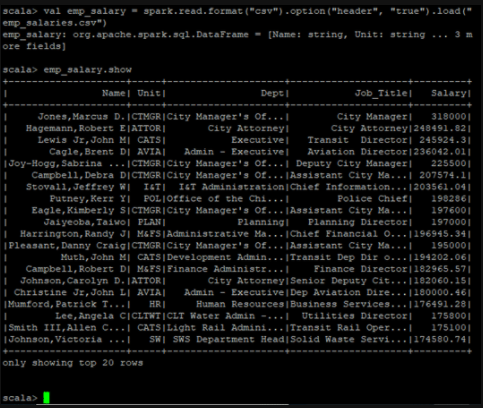 scala> val emp_salary = spark.read.format("csv").option("header", "true").load("
emp_salaries.csv")
emp_salary: org.apache.spark.sql.DataFrame = [Name: string, Unit: string ... 3 m
ore fields]
scala> emp_salary.show
+------------------+-----+--------------------+--------------------+---------+
| Name| Unit| Dept| Job_Title| Salary|
+------------------+-----+--------------------+--------------------+---------+
| Jones,Marcus D.|CTMGR|City Manager's Of...| City Manager| 318000|
| Hagemann,Robert E|ATTOR| City Attorney| City Attorney|248491.82|
| Lewis Jr,John M| CATS| Executive| Transit Director| 245924.3|
| Cagle,Brent D| AVIA| Admin - Executive| Aviation Director|236042.01|
|Joy-Hogg,Sabrina ...|CTMGR|City Manager's Of...| Deputy City Manager| 225500|
| Campbell,Debra D|CTMGR|City Manager's Of...|Assistant City Ma...| 207574.1|
| Stovall,Jeffrey W| I&T| I&T Administration|Chief Information...|203561.04|
| Putney,Kerr Y| POL|Office of the Chi...| Police Chief| 198286|
| Eagle,Kimberly S|CTMGR|City Manager's Of...|Assistant City Ma...| 197600|
| Jaiyeoba,Taiwo| PLAN| Planning| Planning Director| 197000|
| Harrington,Randy J| M&FS|Administrative Ma...|Chief Financial O...|196945.34|
|Pleasant,Danny Craig|CTMGR|City Manager's Of...|Assistant City Ma...| 195000|
| Muth,John M| CATS|Development Admin...|Transit Dep Dir o...|194202.06|
| Campbell,Robert D| M&FS|Finance Administr...| Finance Director|182965.57|
| Johnson,Carolyn D.|ATTOR| City Attorney|Senior Deputy Cit...|182060.15|
| Christine Jr,John L| AVIA| Admin - Executive|Dep Aviation Dire...|180000.46|
|Mumford,Patrick T...| HR| Human Resources|Business Services...|176491.28|
| Lee,Angela C|CLTWT|CLT Water Admin -...| Utilities Director| 175800|
|Smith III,Allen C...| CATS|Light Rail Admini...|Transit Rail Oper...| 175100|
|Johnson,Victoria ...| SW| SWS Department Head|Solid Waste Servi...|174580.74|
+------------------+-----+--------------------+--------------------+---------+
only showing top 20 rows
scala>